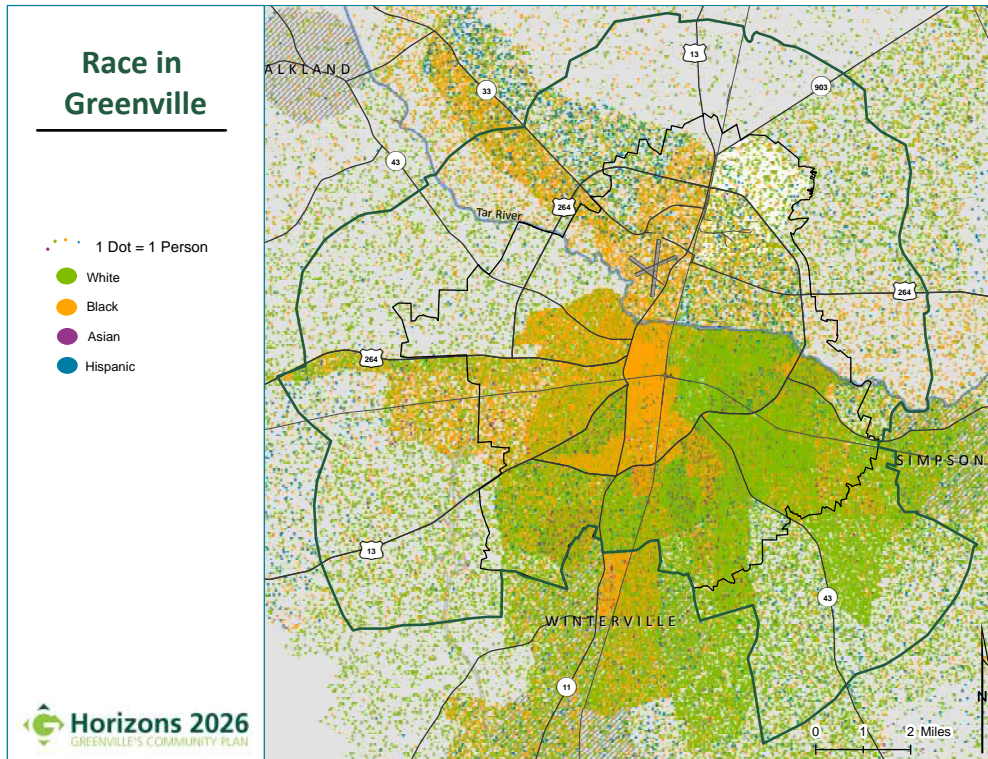 Race in
Greenville
1 Dot = 1 Person
White
Black
Asian
Hispanic
Horizons 2026
GREENVILLE'S COMMUNITY PLAN
ALKLAND
13
33
903
43
264
Tar River
264
264
SIMPSON
13
43
WINTERVILLE
11
N
0 1 2 Miles